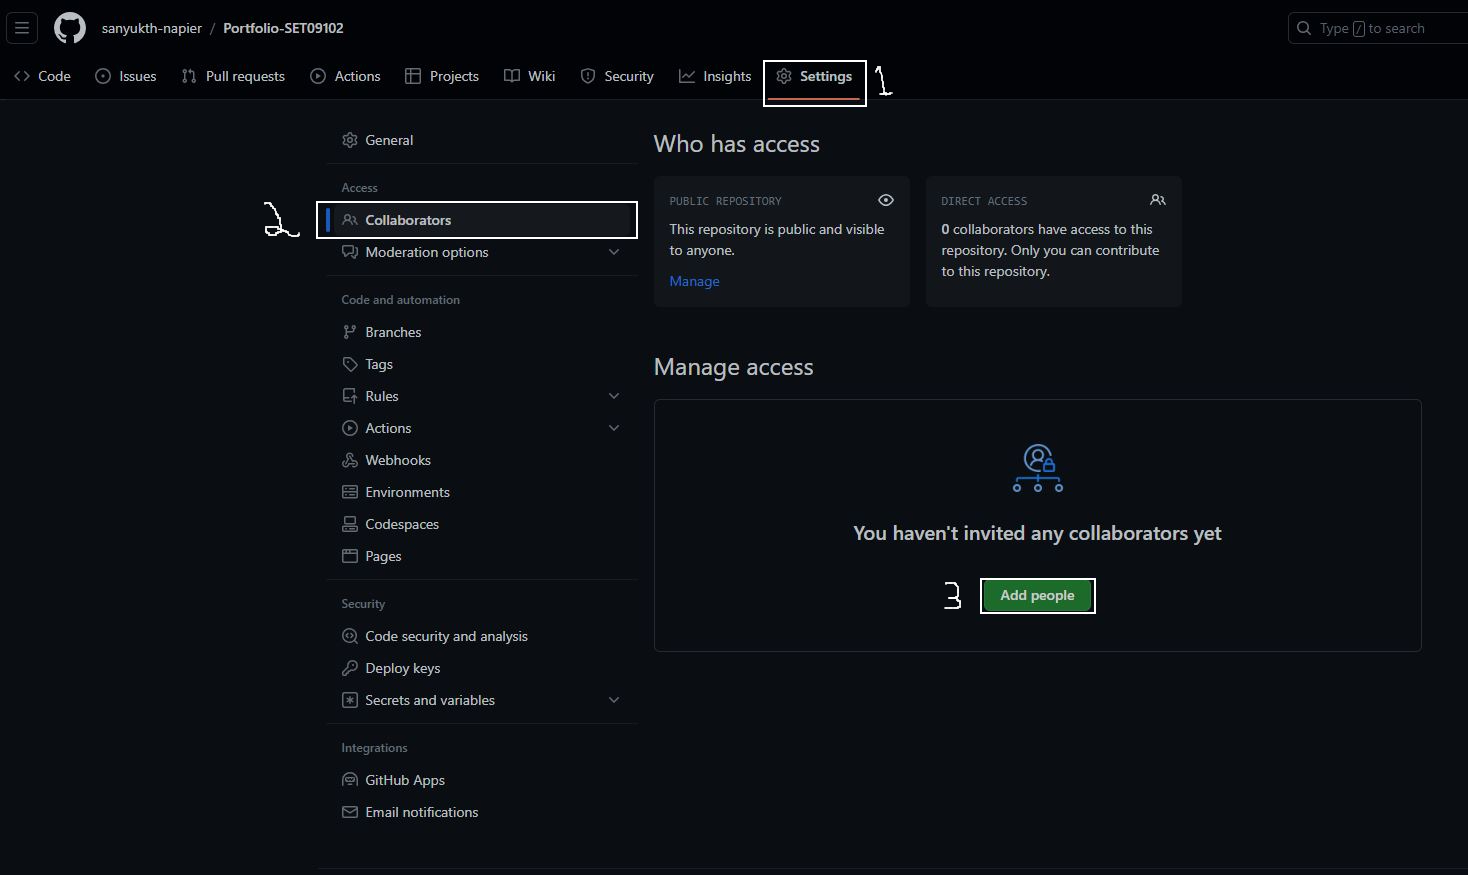 sanyukth-napier / Portfolio-SET09102
Type / to search
Code Issues Pull requests Actions Projects Wiki Security Insights Settings 1
General
Access
2 Collaborators
Moderation options
Code and automation
Branches
Tags
Rules
Actions
Webhooks
Environments
Codespaces
Pages
Security
Code security and analysis
Deploy keys
Secrets and variables
Integrations
GitHub Apps
Email notifications
Who has access
PUBLIC REPOSITORY
This repository is public and visible
to anyone.
Manage
DIRECT ACCESS
0 collaborators have access to this
repository. Only you can contribute
to this repository.
Manage access
You haven't invited any collaborators yet
3 Add people